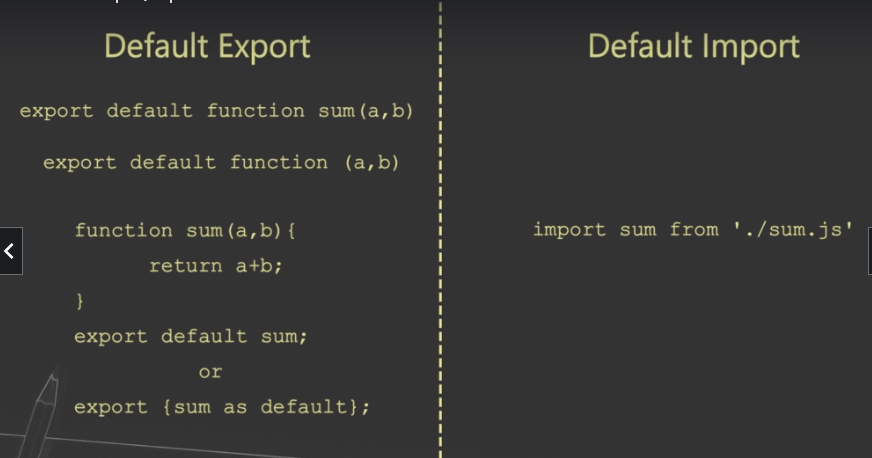 Default Export
export default function sum(a,b)
export default function (a,b)
function sum(a,b){
return a+b;
}
export default sum;
or
export {sum as default};
Default Import
import sum from './sum.js'